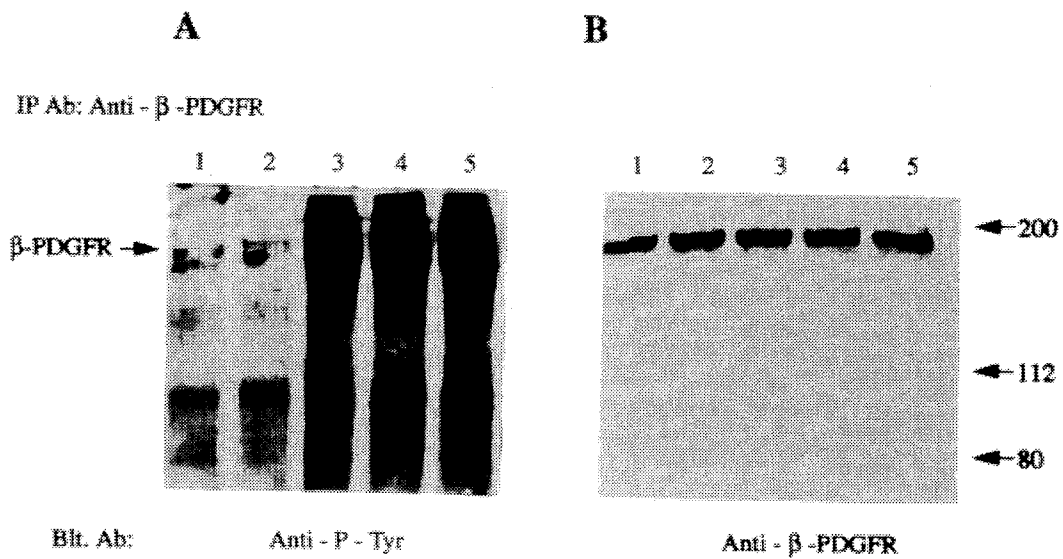 A
B
IP Ab: Anti - β -PDGFR
1 2 3 4 5
1 2 3 4 5
β-PDGFR
200
112
80
Blt. Ab: Anti - P - Tyr
Anti - β -PDGFR